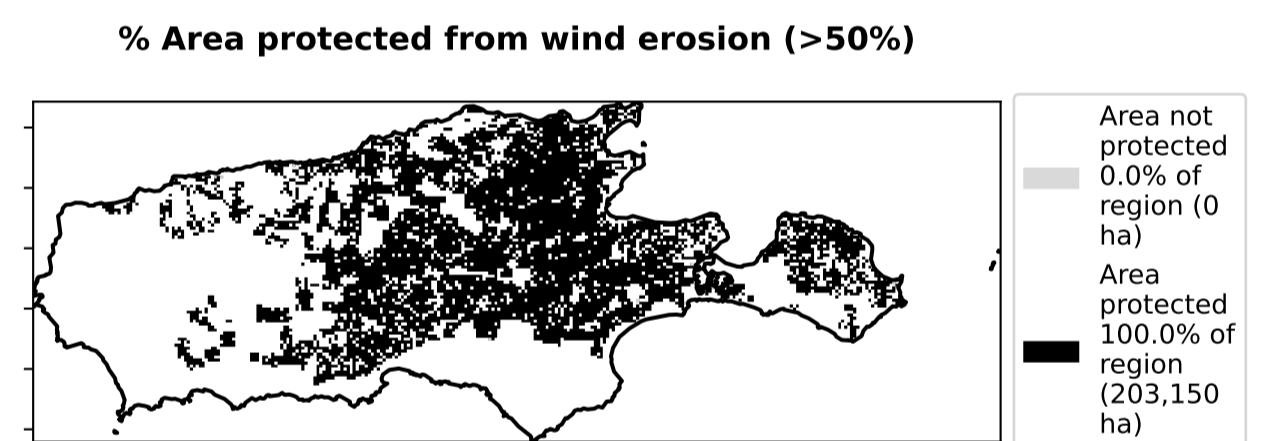 % Area protected from wind erosion (>50%)
Area not
protected
0.0% of
region (0
ha)
Area
protected
100.0% of
region
(203,150
ha)